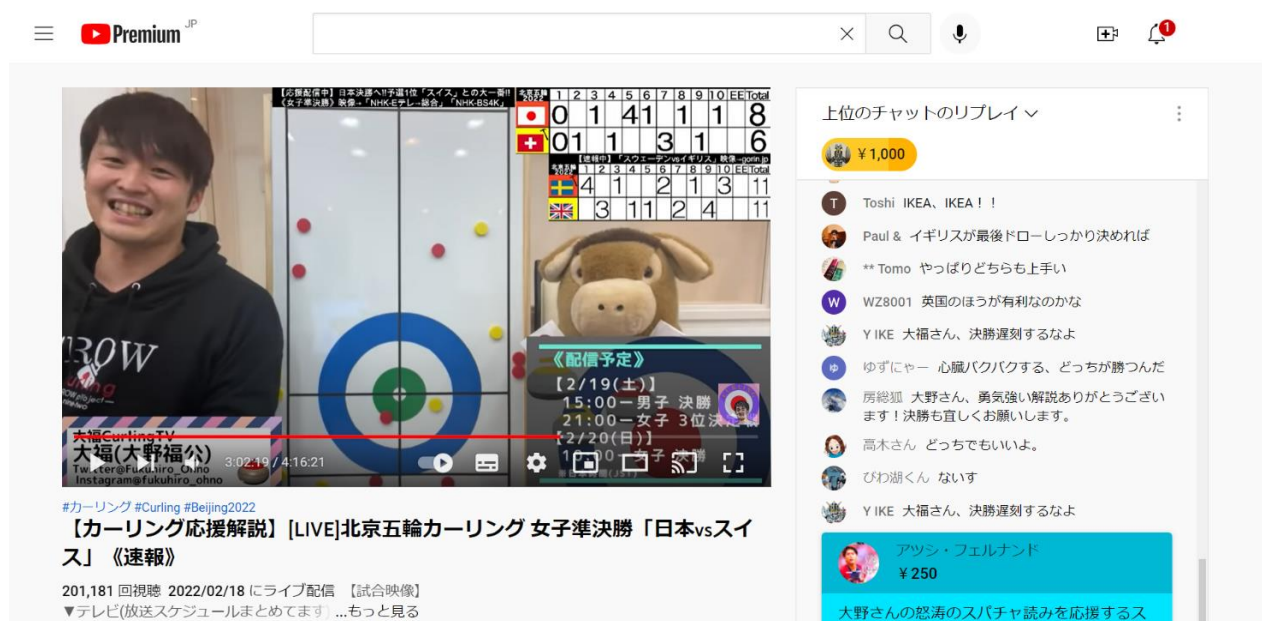 Premium JP
1
【応援配信中】日本決勝へ!!予選1位「スイス」との大一番!!
《女子準決勝》映像→「NHK-Eテレ→総合」「NHK-BS4K」
北京五輪 2022 1 2 3 4 5 6 7 8 9 10 EE Total
0 1 41 1 1 8
01 1 3 1 6
【速報中】「スウェーデンvsイギリス」映像→gorin.jp
北京五輪 2022 1 2 3 4 5 6 7 8 9 10 EE Total
4 1 2 1 3 11
3 11 2 4 11
ROW
《配信予定》
【2/19(土)】
15:00ー男子 決勝
21:00ー女子 3位決
【2/20(日)】
10:00ー女子 決勝
大福CurlingTV
大福(大野福公)
Twitter@Fukuhiro_Ohno
Instagram@fukuhiro_ohno
3:02:19 / 4:16:21
#カーリング #Curling #Beijing2022
【カーリング応援解説】[LIVE]北京五輪カーリング 女子準決勝「日本vsスイ
ス」《速報》
201,181 回視聴 2022/02/18 にライブ配信 【試合映像】
▼テレビ(放送スケジュールまとめてます) ...もっと見る
上位のチャットのリプレイ
¥1,000
T Toshi IKEA、IKEA！！
Paul & イギリスが最後ドローしっかり決めれば
** Tomo やっぱりどちらも上手い
W WZ8001 英国のほうが有利なのかな
Y IKE 大福さん、決勝遅刻するなよ
ゆ ゆずにゃー 心臓バクバクする、どっちが勝つんだ
房総狐 大野さん、勇気強い解説ありがとうござい
ます！決勝も宜しくお願いします。
高木さん どっちでもいいよ。
びわ湖くん ないす
Y IKE 大福さん、決勝遅刻するなよ
アツシ・フェルナンド
¥250
大野さんの怒涛のスパチャ読みを応援するス